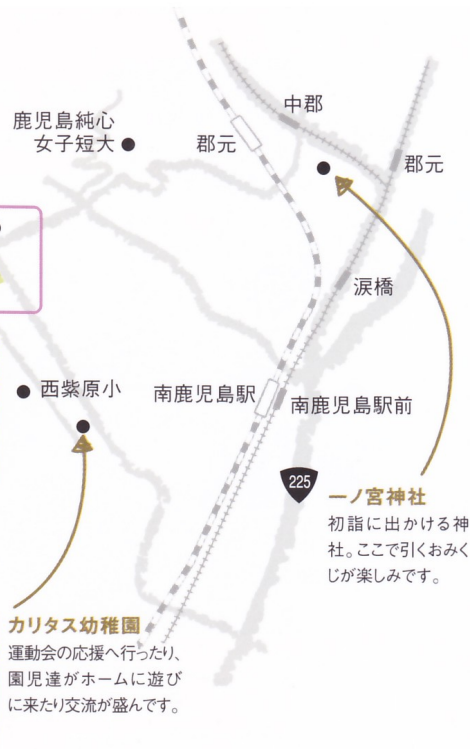 中郡
鹿児島純心
女子短大
郡元
郡元
涙橋
西紫原小
南鹿児島駅
南鹿児島駅前
225
一ノ宮神社
初詣に出かける神
社。ここで引くおみく
じが楽しみです。
カリタス幼稚園
運動会の応援へ行ったり、
園児達がホームに遊び
に来たり交流が盛んです。